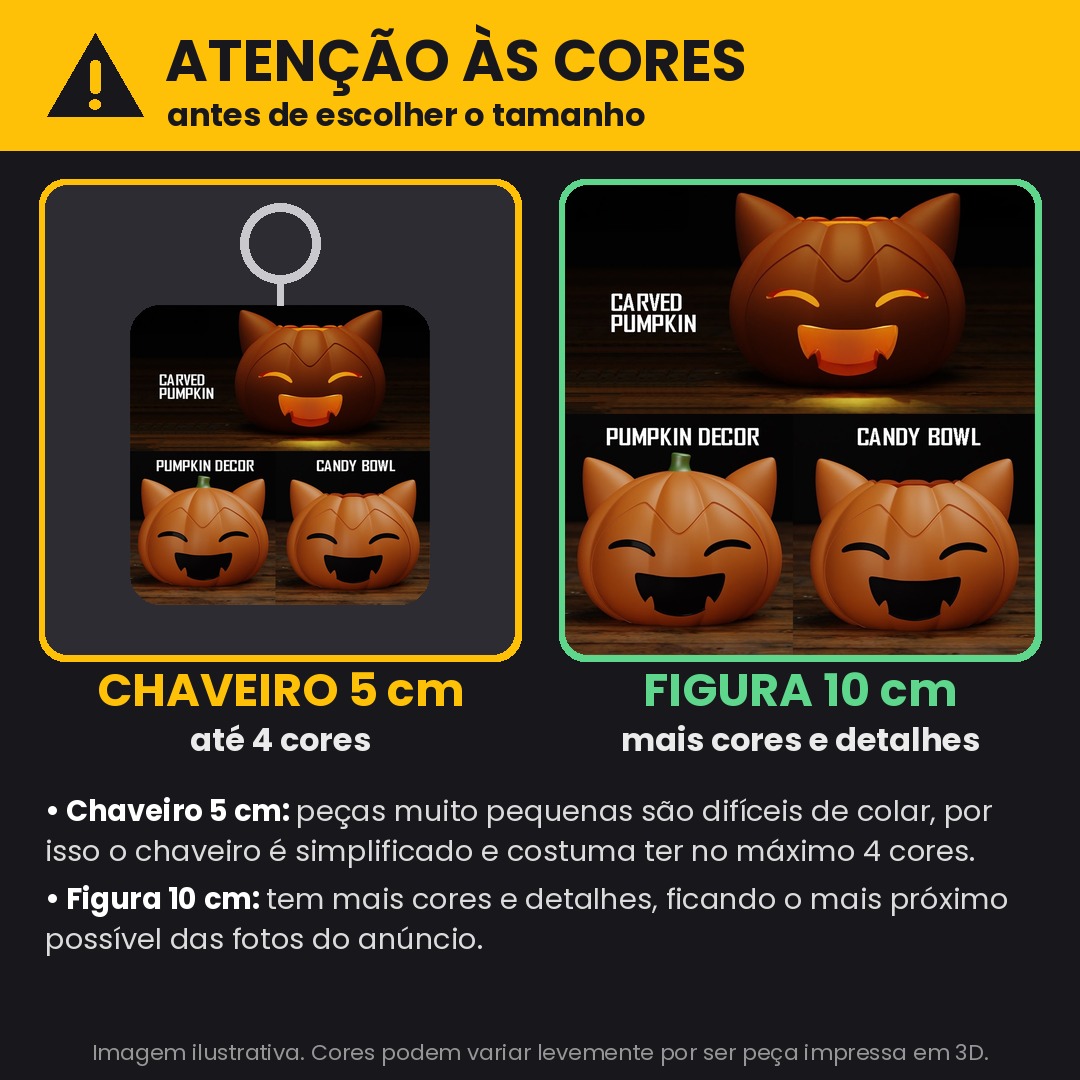 ATENÇÃO ÀS CORES
antes de escolher o tamanho
CARVED
PUMPKIN
PUMPKIN DECOR
CANDY BOWL
CARVED
PUMPKIN
PUMPKIN DECOR
CANDY BOWL
CHAVEIRO 5 cm
até 4 cores
FIGURA 10 cm
mais cores e detalhes
• Chaveiro 5 cm: peças muito pequenas são difíceis de colar, por
isso o chaveiro é simplificado e costuma ter no máximo 4 cores.
• Figura 10 cm: tem mais cores e detalhes, ficando o mais próximo
possível das fotos do anúncio.
Imagem ilustrativa. Cores podem variar levemente por ser peça impressa em 3D.